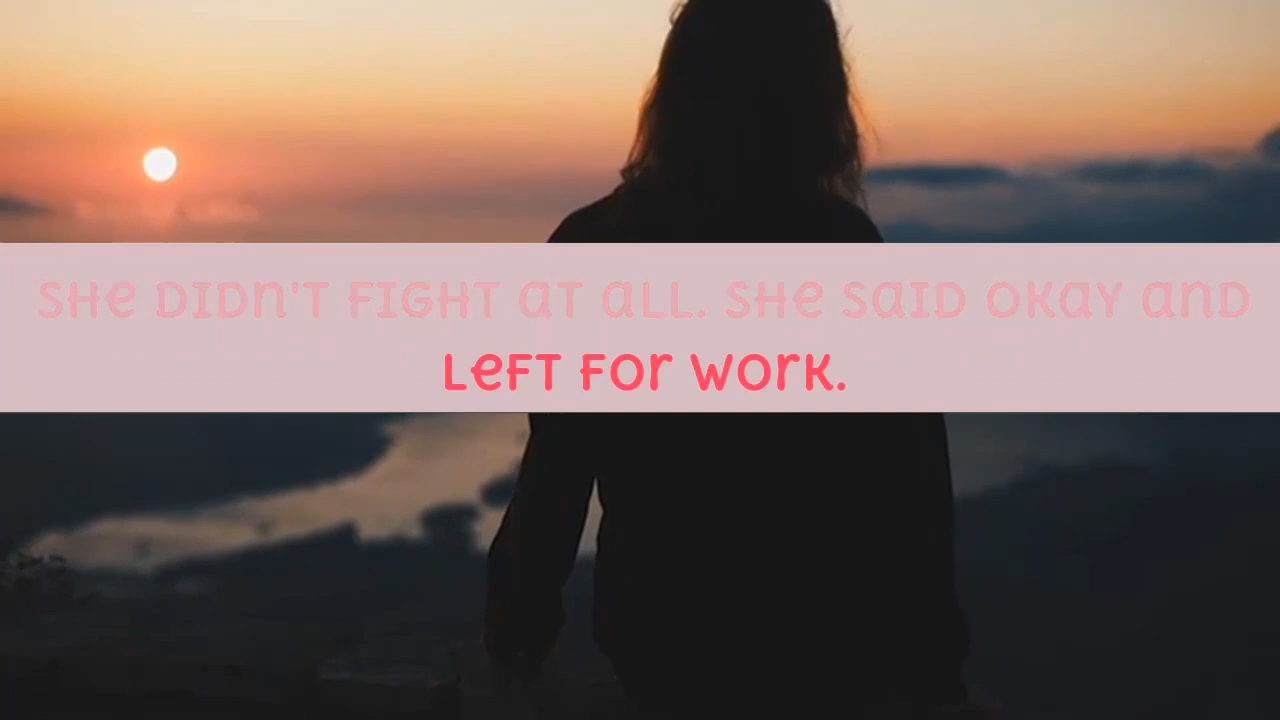 SHe DIDn'T FIGHT aT aLL. SHe SaID OKaY anD
LeFT FOr WOrK.